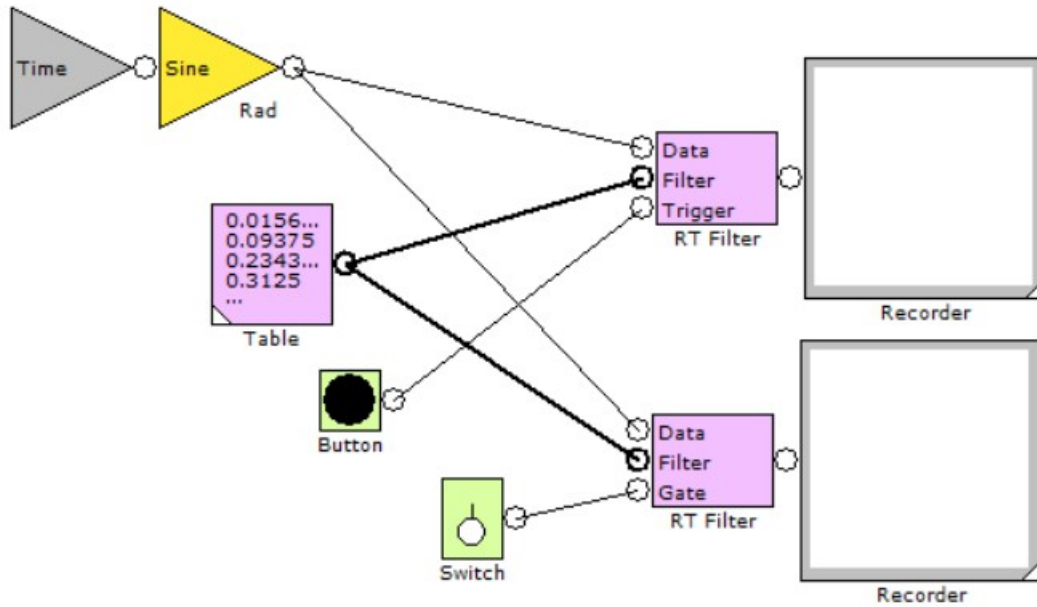 Time
Sine
Rad
Data
Filter
Trigger
RT Filter
Recorder
0.0156...
0.09375
0.2343...
0.3125
...
Table
Button
Data
Filter
Gate
RT Filter
Switch
Recorder